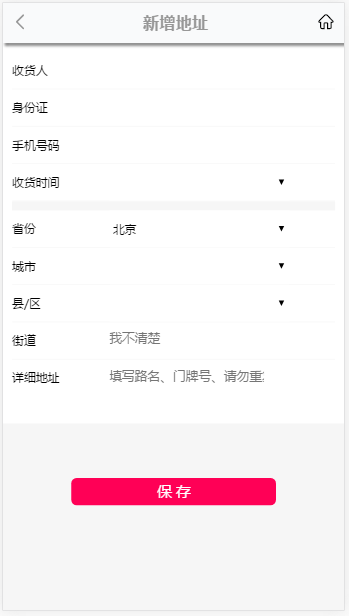 新增地址
收货人
身份证
手机号码
收货时间
省份 北京
城市
县/区
街道 我不清楚
详细地址 填写路名、门牌号、请勿重
保 存